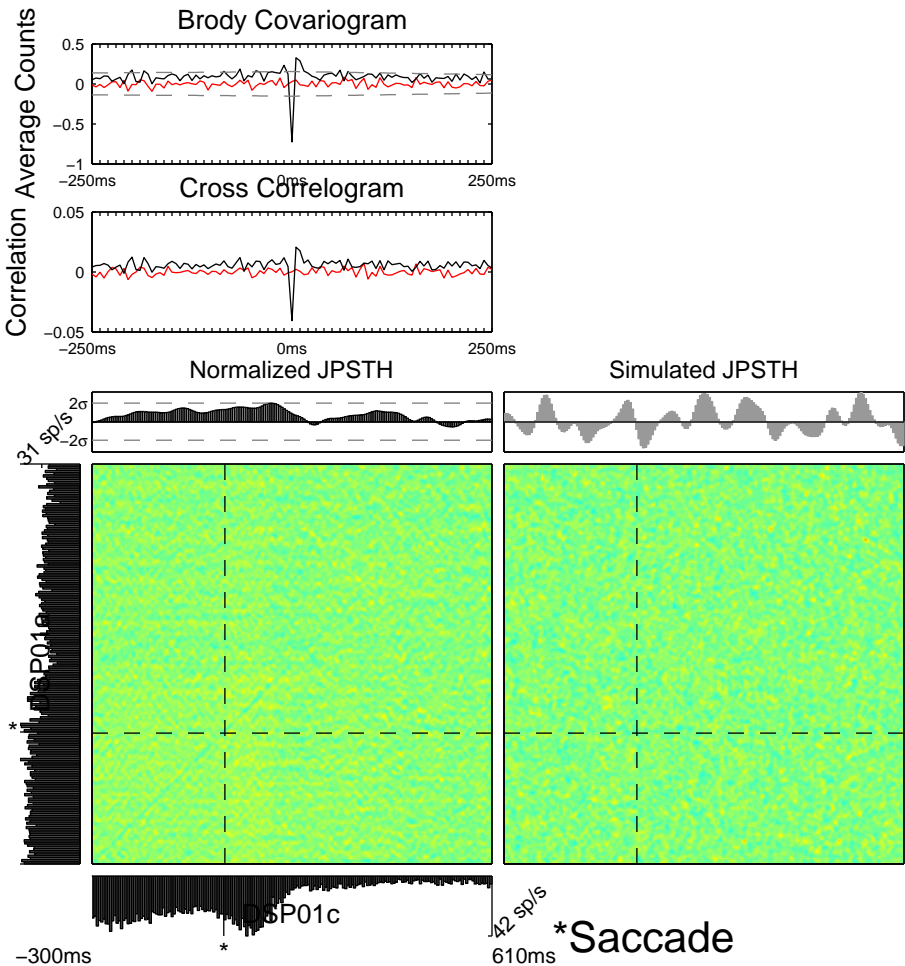 Brody Covariogram
Average Counts
0.5
0
−0.5
−1
−250ms
0ms
250ms
Cross Correlogram
Correlation
0.05
0
−0.05
−250ms
0ms
250ms
Normalized JPSTH
Simulated JPSTH
2σ
−2σ
31 sp/s
DSP01e
*
DSP01c
42 sp/s
*
*Saccade
−300ms
610ms